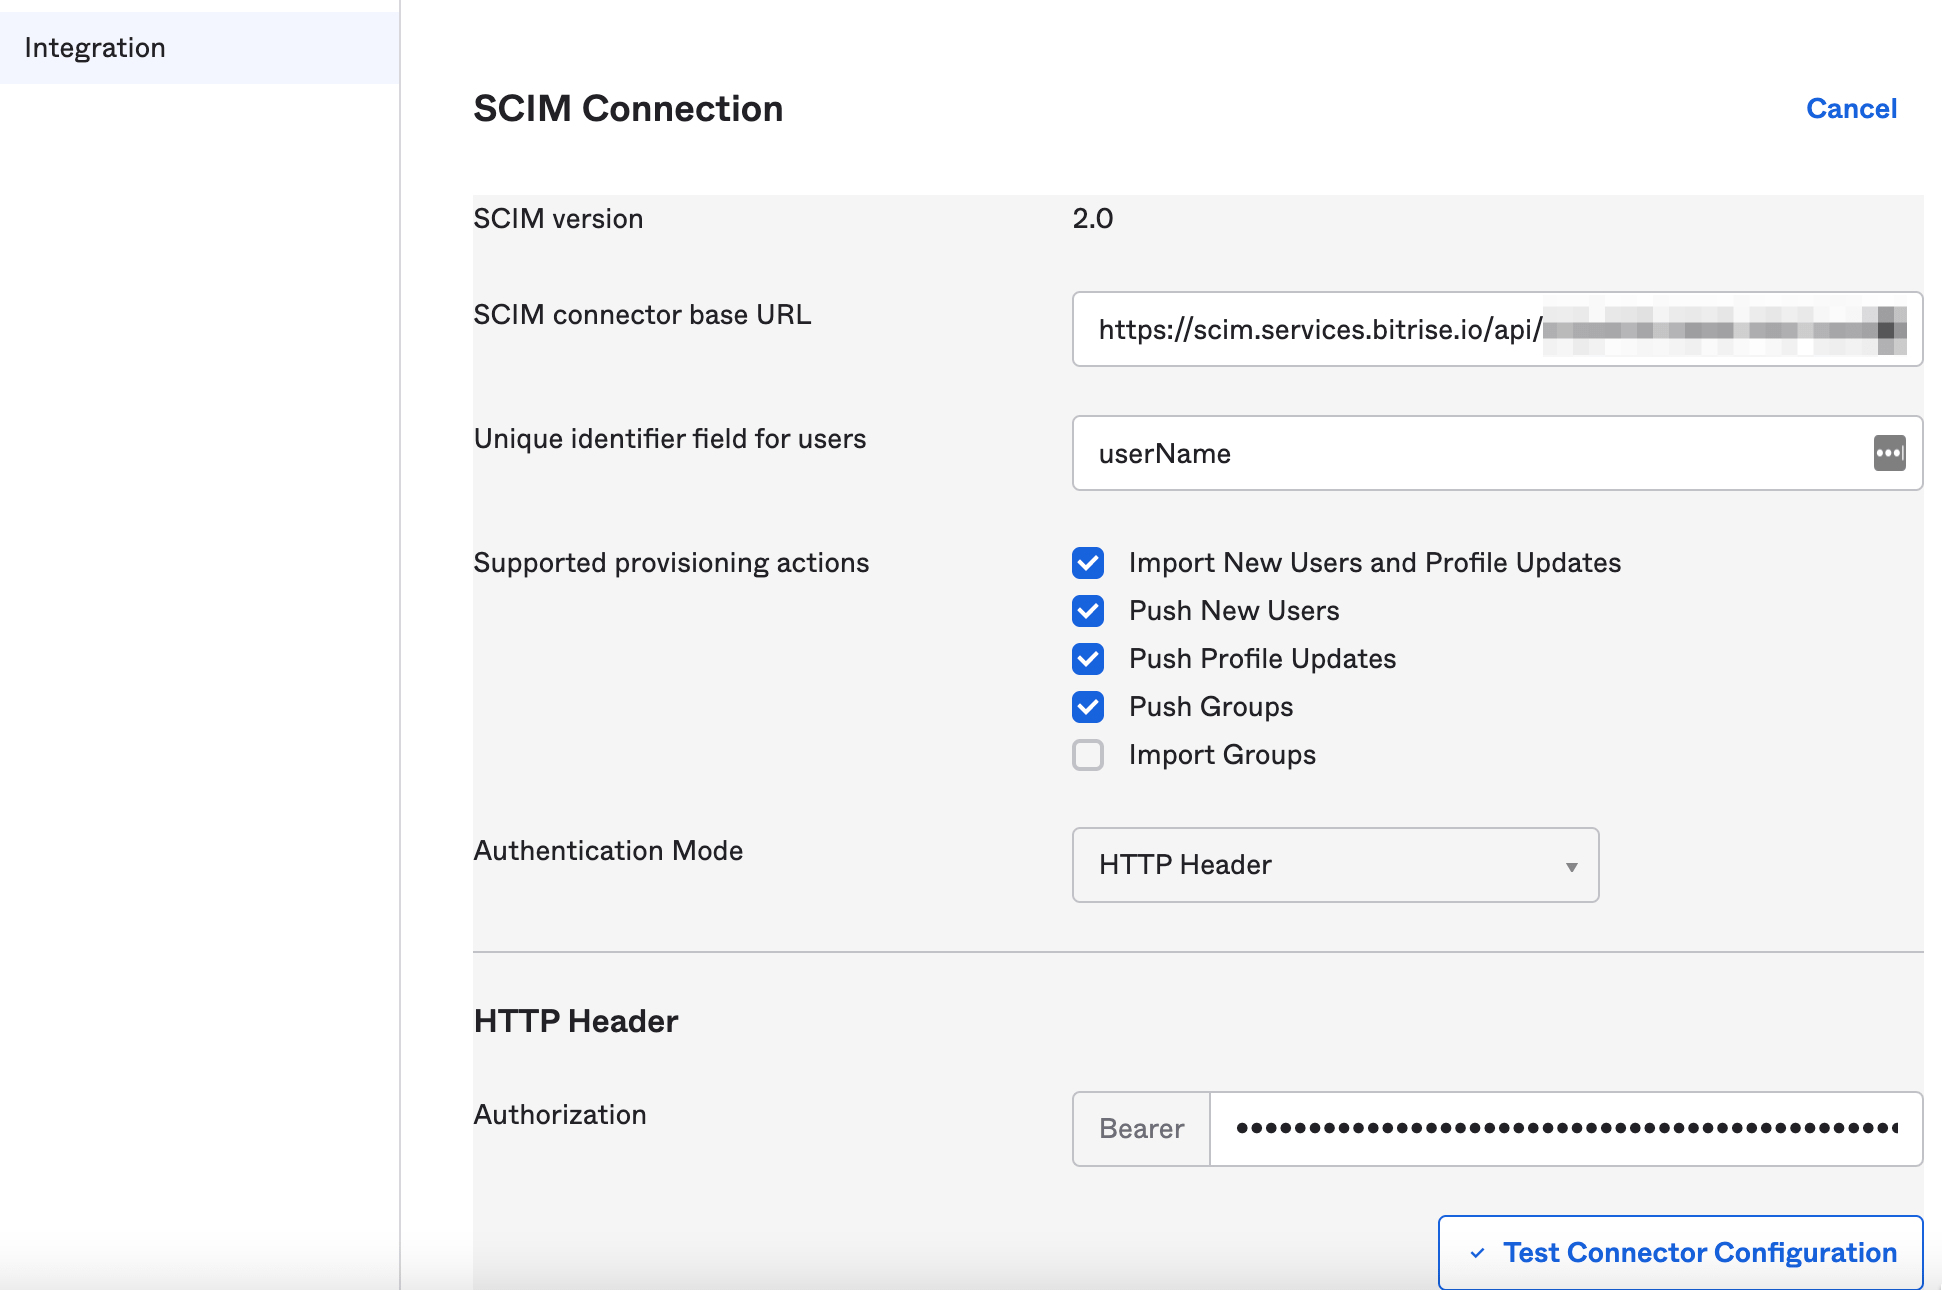 Integration
SCIM Connection
Cancel
SCIM version
2.0
SCIM connector base URL
https://scim.services.bitrise.io/api/
Unique identifier field for users
userName
Supported provisioning actions
Import New Users and Profile Updates
Push New Users
Push Profile Updates
Push Groups
Import Groups
Authentication Mode
HTTP Header
HTTP Header
Authorization
Bearer
Test Connector Configuration